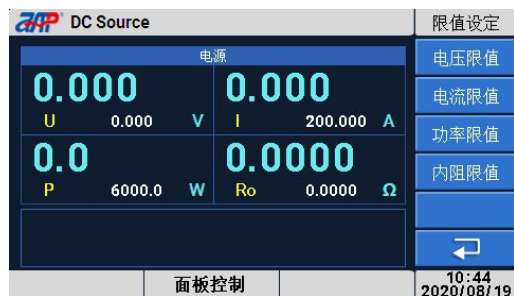 ZAP DC Source
限值设定
电源
0.000
0.000
U 0.000 V
I 200.000 A
0.0
0.0000
P 6000.0 W
Ro 0.0000 Ω
电压限值
电流限值
功率限值
内阻限值
面板控制
10:44
2020/08/19